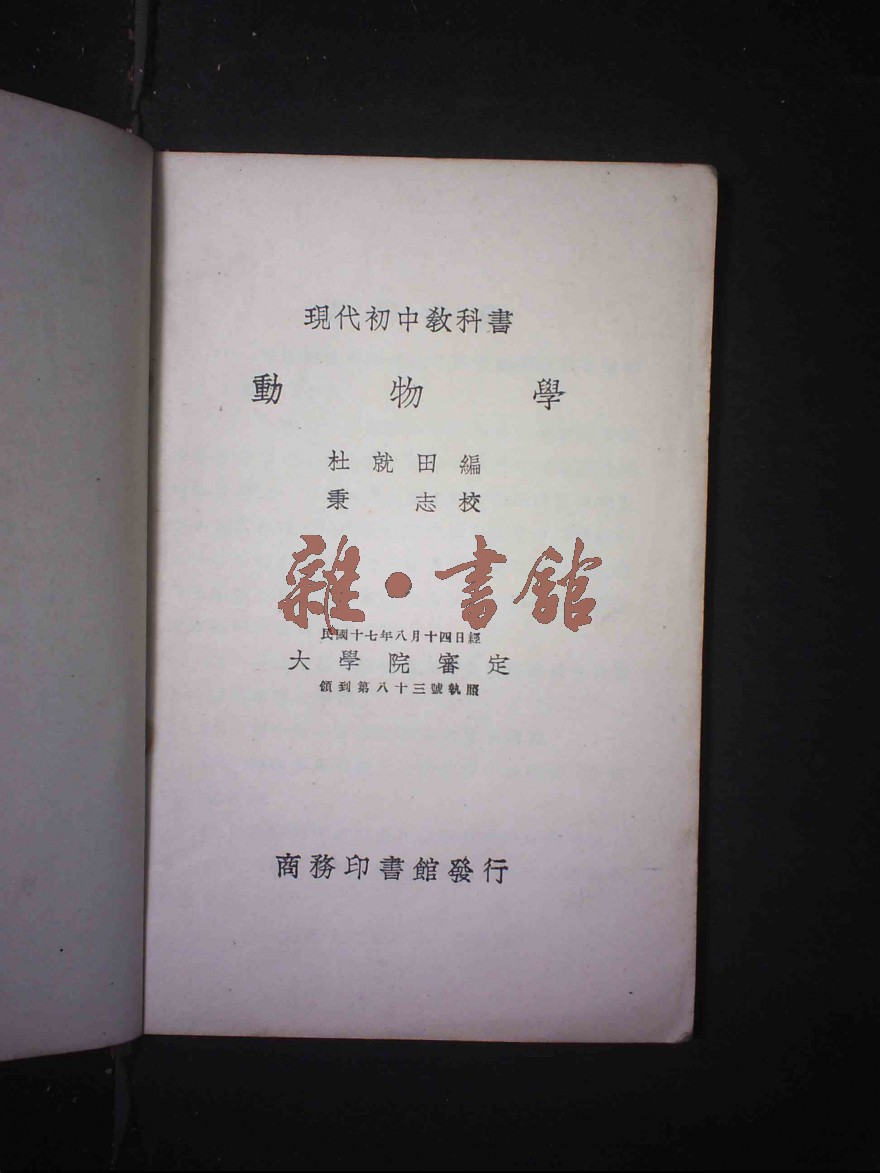 現代初中教科書
動物學
杜就田編
秉志校
雜·書館
民國十七年八月十四日經
大學院審定
領到第八十三號執照
商務印書館發行